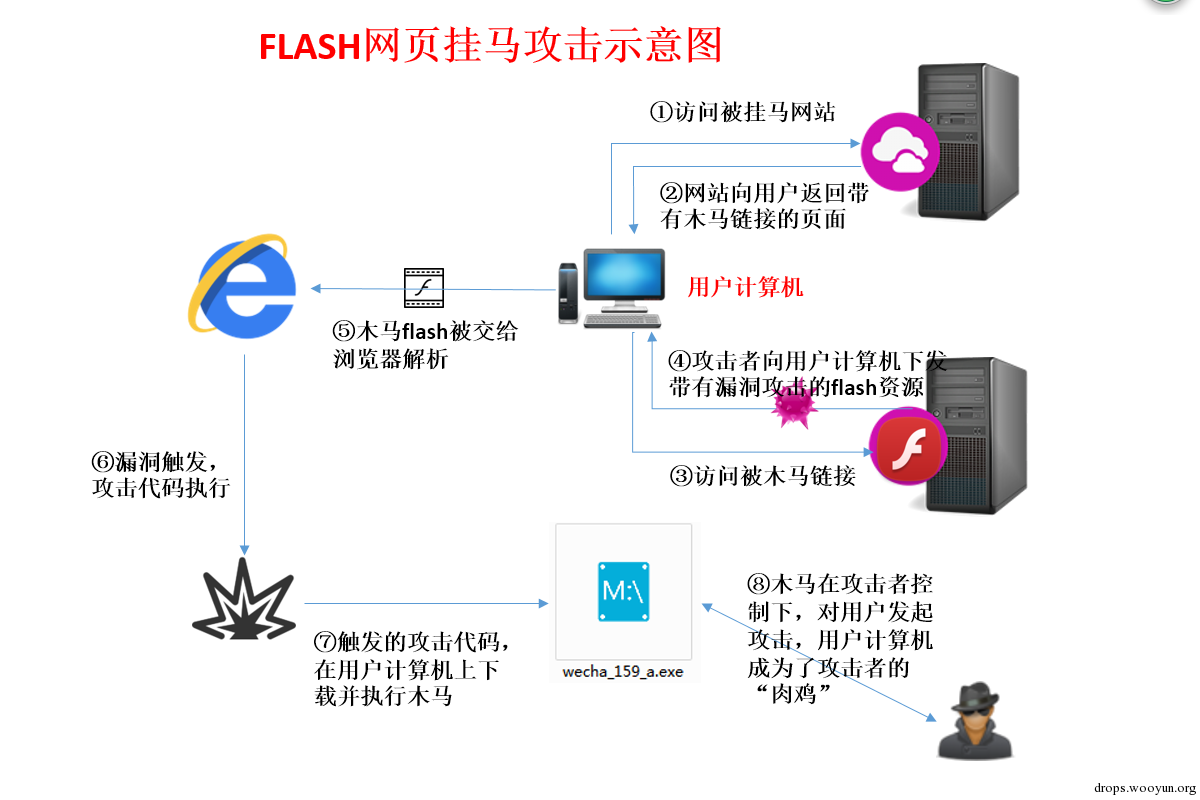 FLASH网页挂马攻击示意图
①访问被挂马网站
②网站向用户返回带
有木马链接的页面
用户计算机
⑤木马flash被交给
浏览器解析
④攻击者向用户计算机下发
带有漏洞攻击的flash资源
③访问被木马链接
⑥漏洞触发,
攻击代码执行
M:\
wecha_159_a.exe
⑦触发的攻击代码,
在用户计算机上下
载并执行木马
⑧木马在攻击者控
制下,对用户发起
攻击,用户计算机
成为了攻击者的
“肉鸡”
drops.wooyun.org